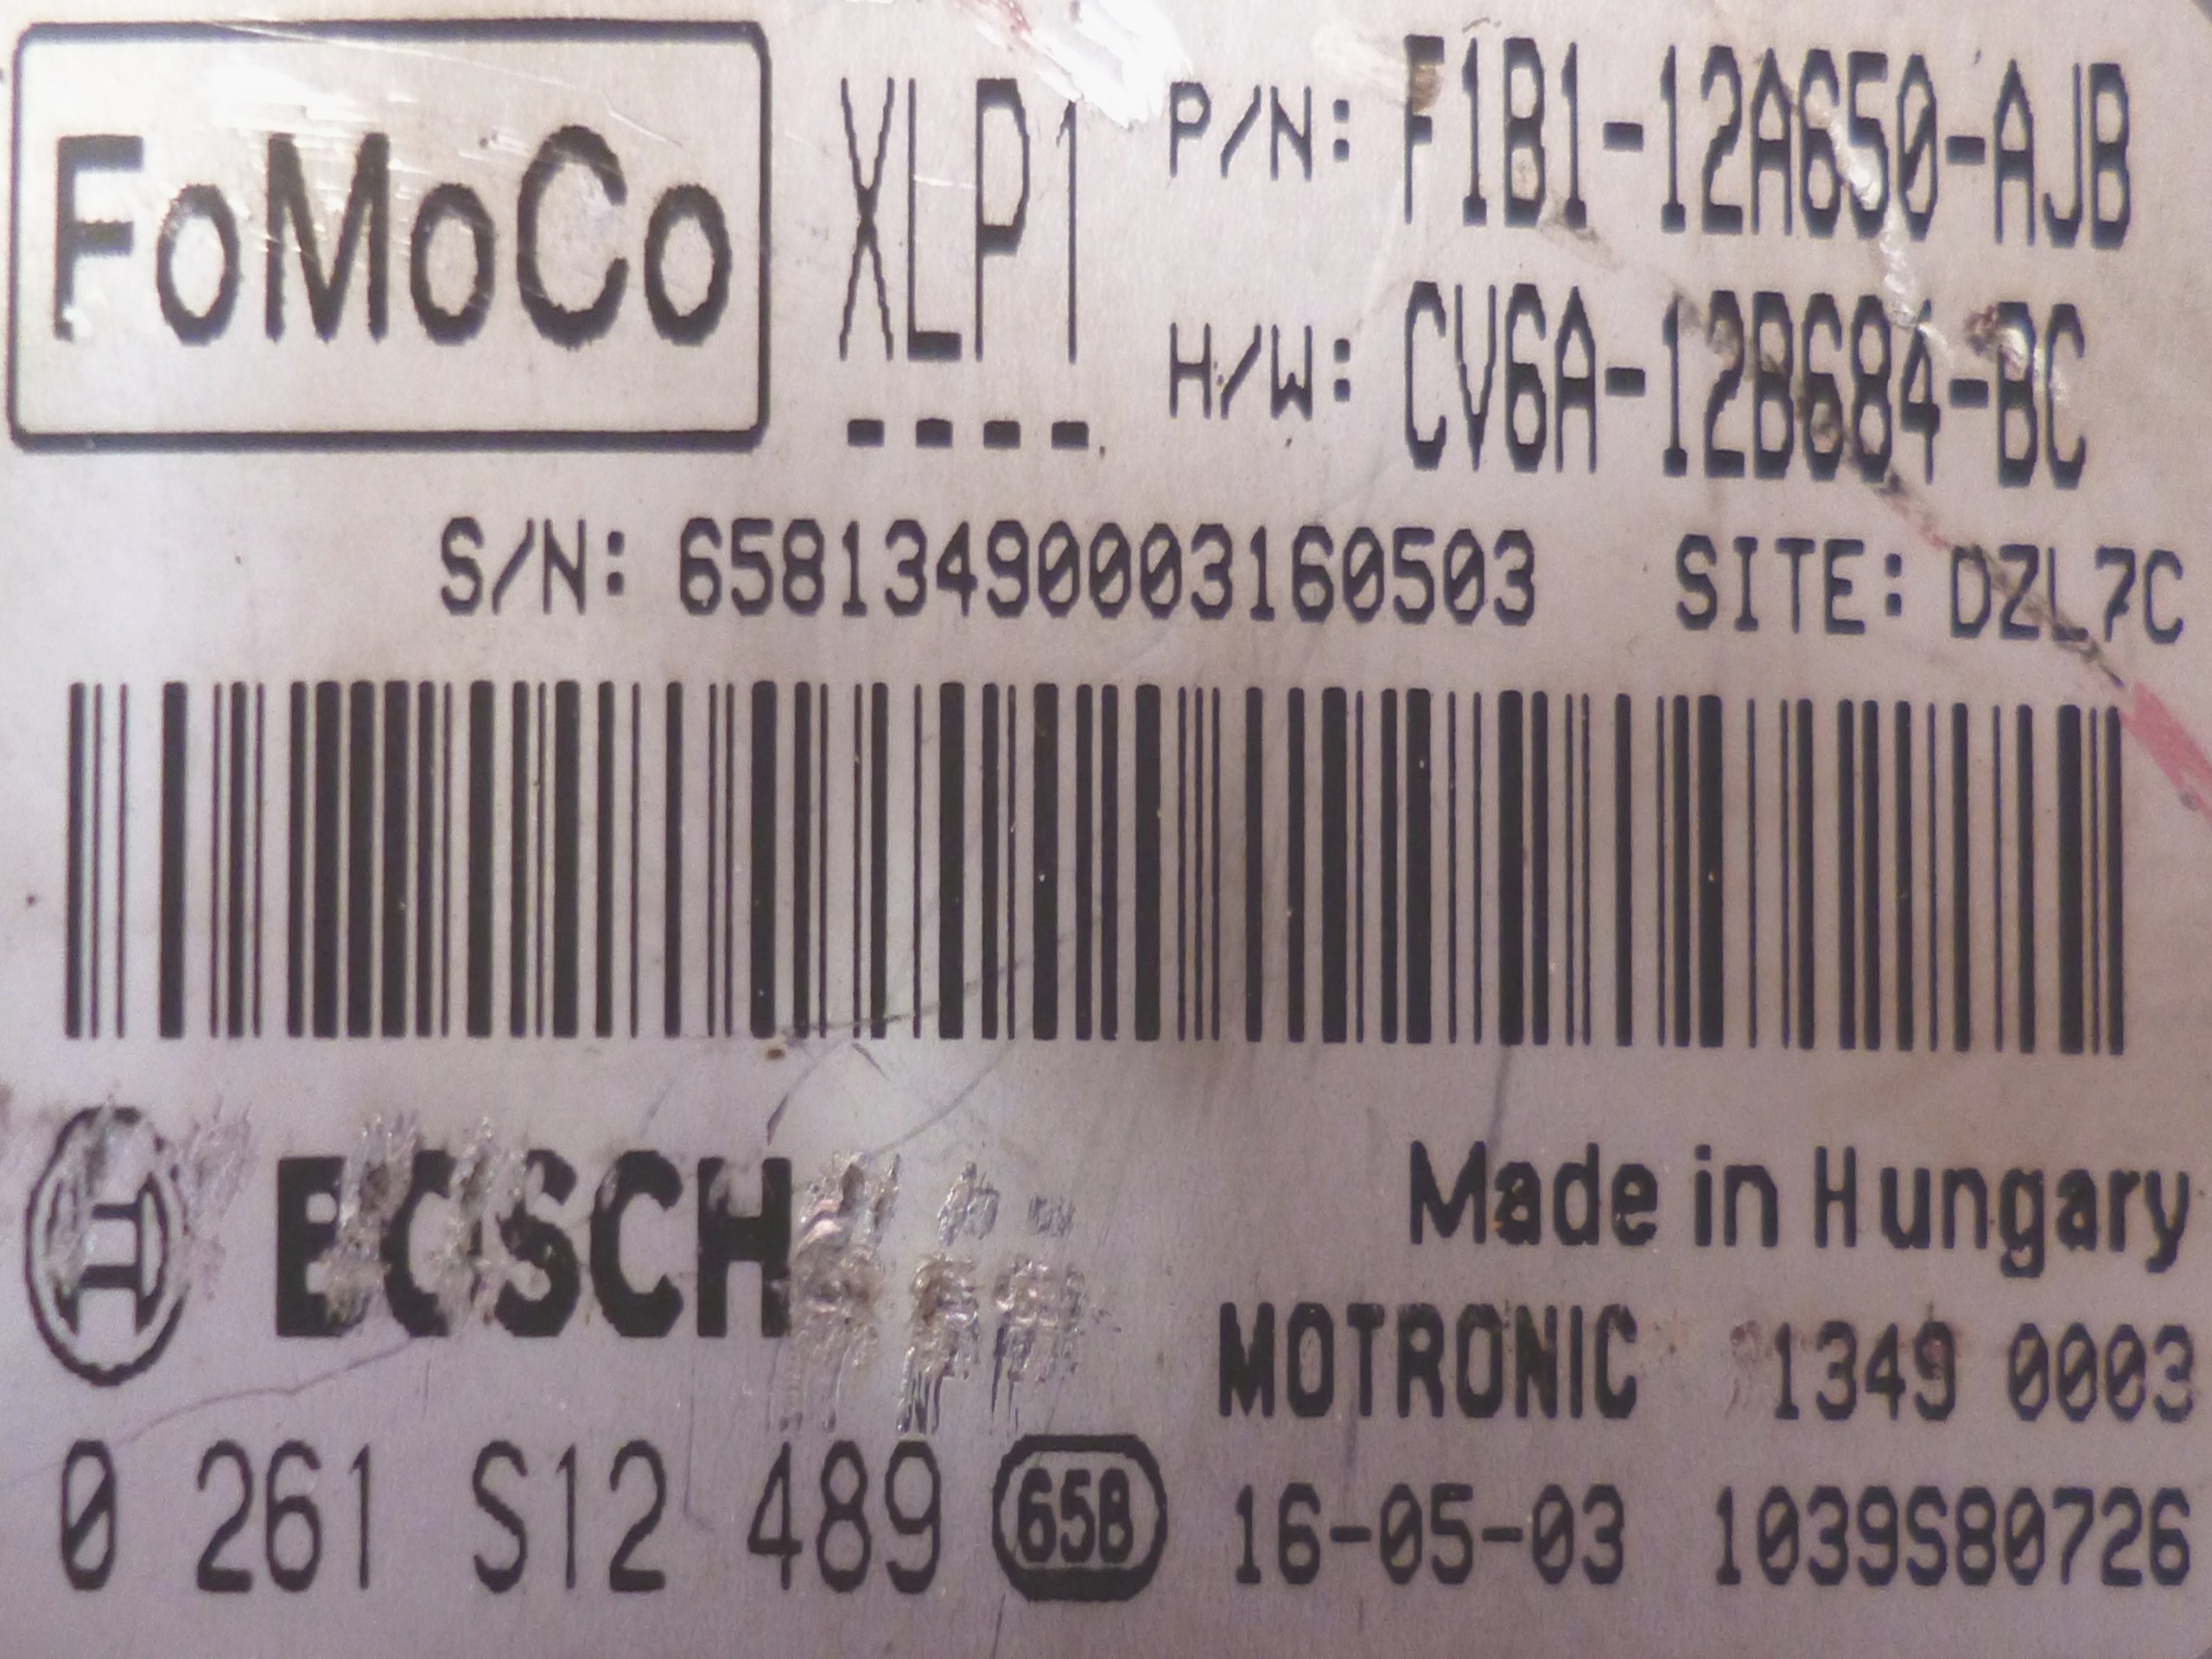 FoMoCo XLP1 P/N: F1B1-12A650-AJB
---- H/W: CV6A-12B684-BC
S/N: 65813490003160503 SITE: DZL7C
BOSCH Made in Hungary
MOTRONIC 1349 0003
0 261 S12 489 658 16-05-03 1039S80726